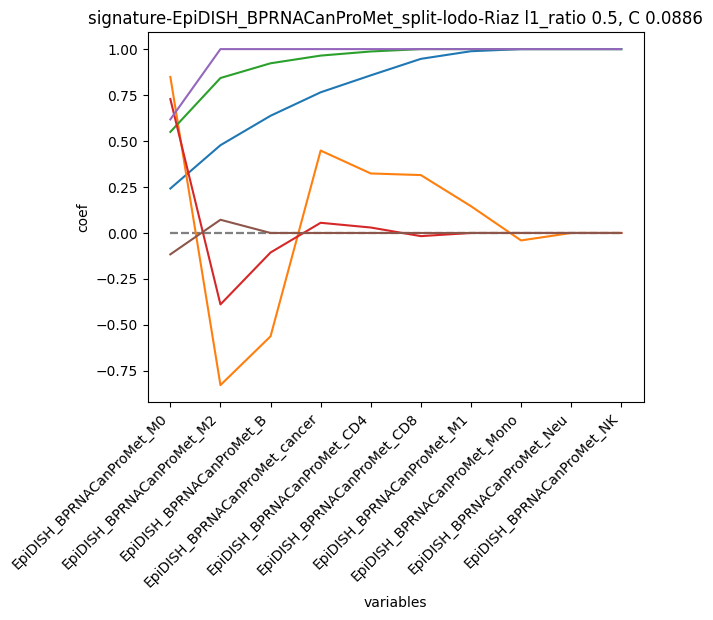 signature-EpiDISH_BPRNACanProMet_split-lodo-Riaz l1_ratio 0.5, C 0.0886
1.00
0.75
0.50
0.25
0.00
−0.25
−0.50
−0.75
coef
EpiDISH_BPRNACanProMet_M0
EpiDISH_BPRNACanProMet_M2
EpiDISH_BPRNACanProMet_B
EpiDISH_BPRNACanProMet_cancer
EpiDISH_BPRNACanProMet_CD4
EpiDISH_BPRNACanProMet_CD8
EpiDISH_BPRNACanProMet_M1
EpiDISH_BPRNACanProMet_Mono
EpiDISH_BPRNACanProMet_Neu
EpiDISH_BPRNACanProMet_NK
variables